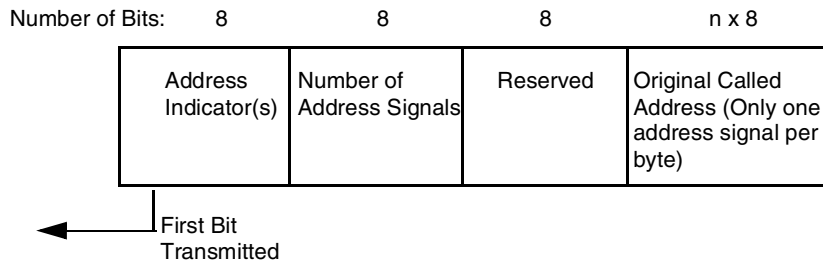 Number of Bits: 8 8 8 n x 8
Address Indicator(s)
Number of Address Signals
Reserved
Original Called Address (Only one address signal per byte)
First Bit Transmitted